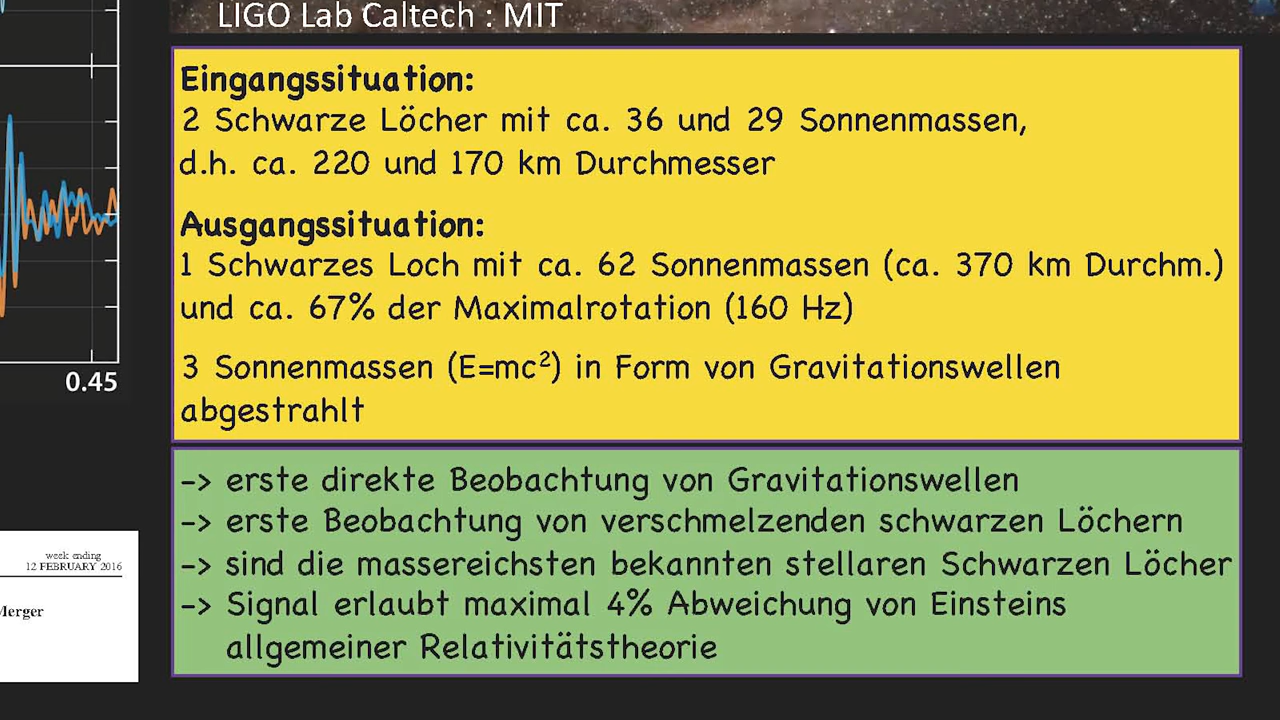 LIGO Lab Caltech : MIT
Eingangssituation:
2 Schwarze Löcher mit ca. 36 und 29 Sonnenmassen,
d.h. ca. 220 und 170 km Durchmesser
Ausgangssituation:
1 Schwarzes Loch mit ca. 62 Sonnenmassen (ca. 370 km Durchm.)
und ca. 67% der Maximalrotation (160 Hz)
3 Sonnenmassen (E=mc²) in Form von Gravitationswellen
abgestrahlt
0.45
-> erste direkte Beobachtung von Gravitationswellen
-> erste Beobachtung von verschmelzenden schwarzen Löchern
-> sind die massereichsten bekannten stellaren Schwarzen Löcher
-> Signal erlaubt maximal 4% Abweichung von Einsteins
allgemeiner Relativitätstheorie
week ending
12 FEBRUARY 2016
Merger